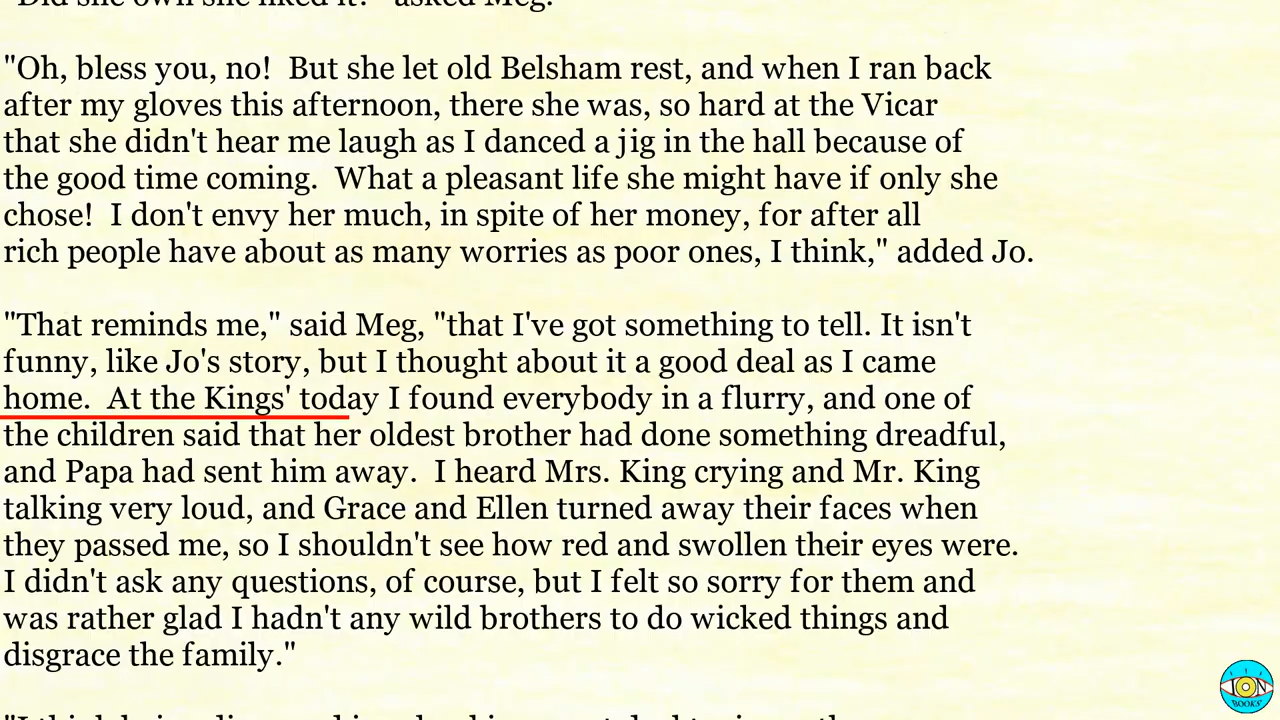 "Did she own she liked it?" asked Meg.
"Oh, bless you, no!  But she let old Belsham rest, and when I ran back
after my gloves this afternoon, there she was, so hard at the Vicar
that she didn't hear me laugh as I danced a jig in the hall because of
the good time coming.  What a pleasant life she might have if only she
chose!  I don't envy her much, in spite of her money, for after all
rich people have about as many worries as poor ones, I think," added Jo.
"That reminds me," said Meg, "that I've got something to tell. It isn't
funny, like Jo's story, but I thought about it a good deal as I came
home.  At the Kings' today I found everybody in a flurry, and one of
the children said that her oldest brother had done something dreadful,
and Papa had sent him away.  I heard Mrs. King crying and Mr. King
talking very loud, and Grace and Ellen turned away their faces when
they passed me, so I shouldn't see how red and swollen their eyes were.
I didn't ask any questions, of course, but I felt so sorry for them and
was rather glad I hadn't any wild brothers to do wicked things and
disgrace the family."
ION
BOOKS